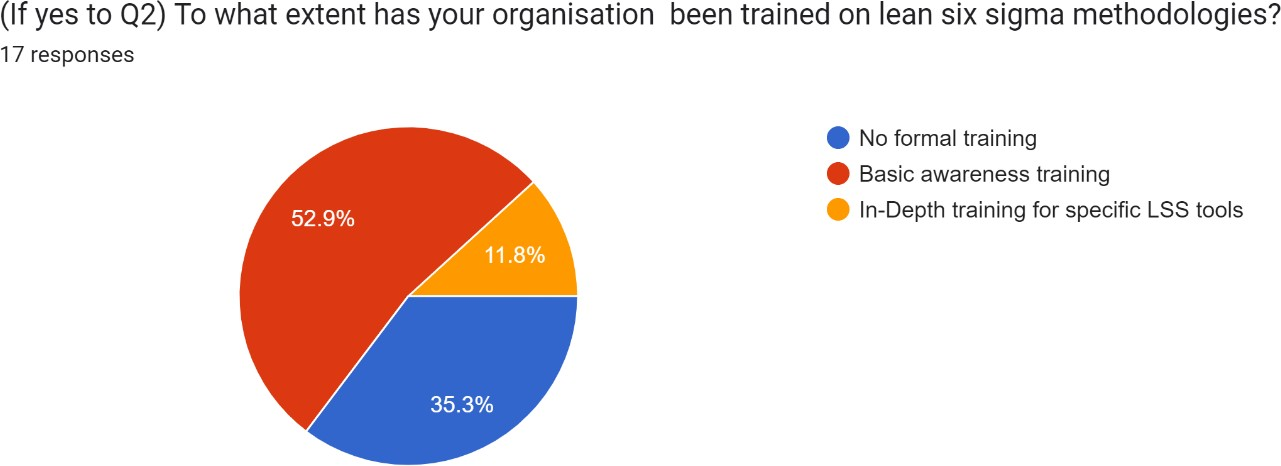 (If yes to Q2) To what extent has your organisation  been trained on lean six sigma methodologies?
17 responses
No formal training
Basic awareness training
In-Depth training for specific LSS tools
52.9%
11.8%
35.3%